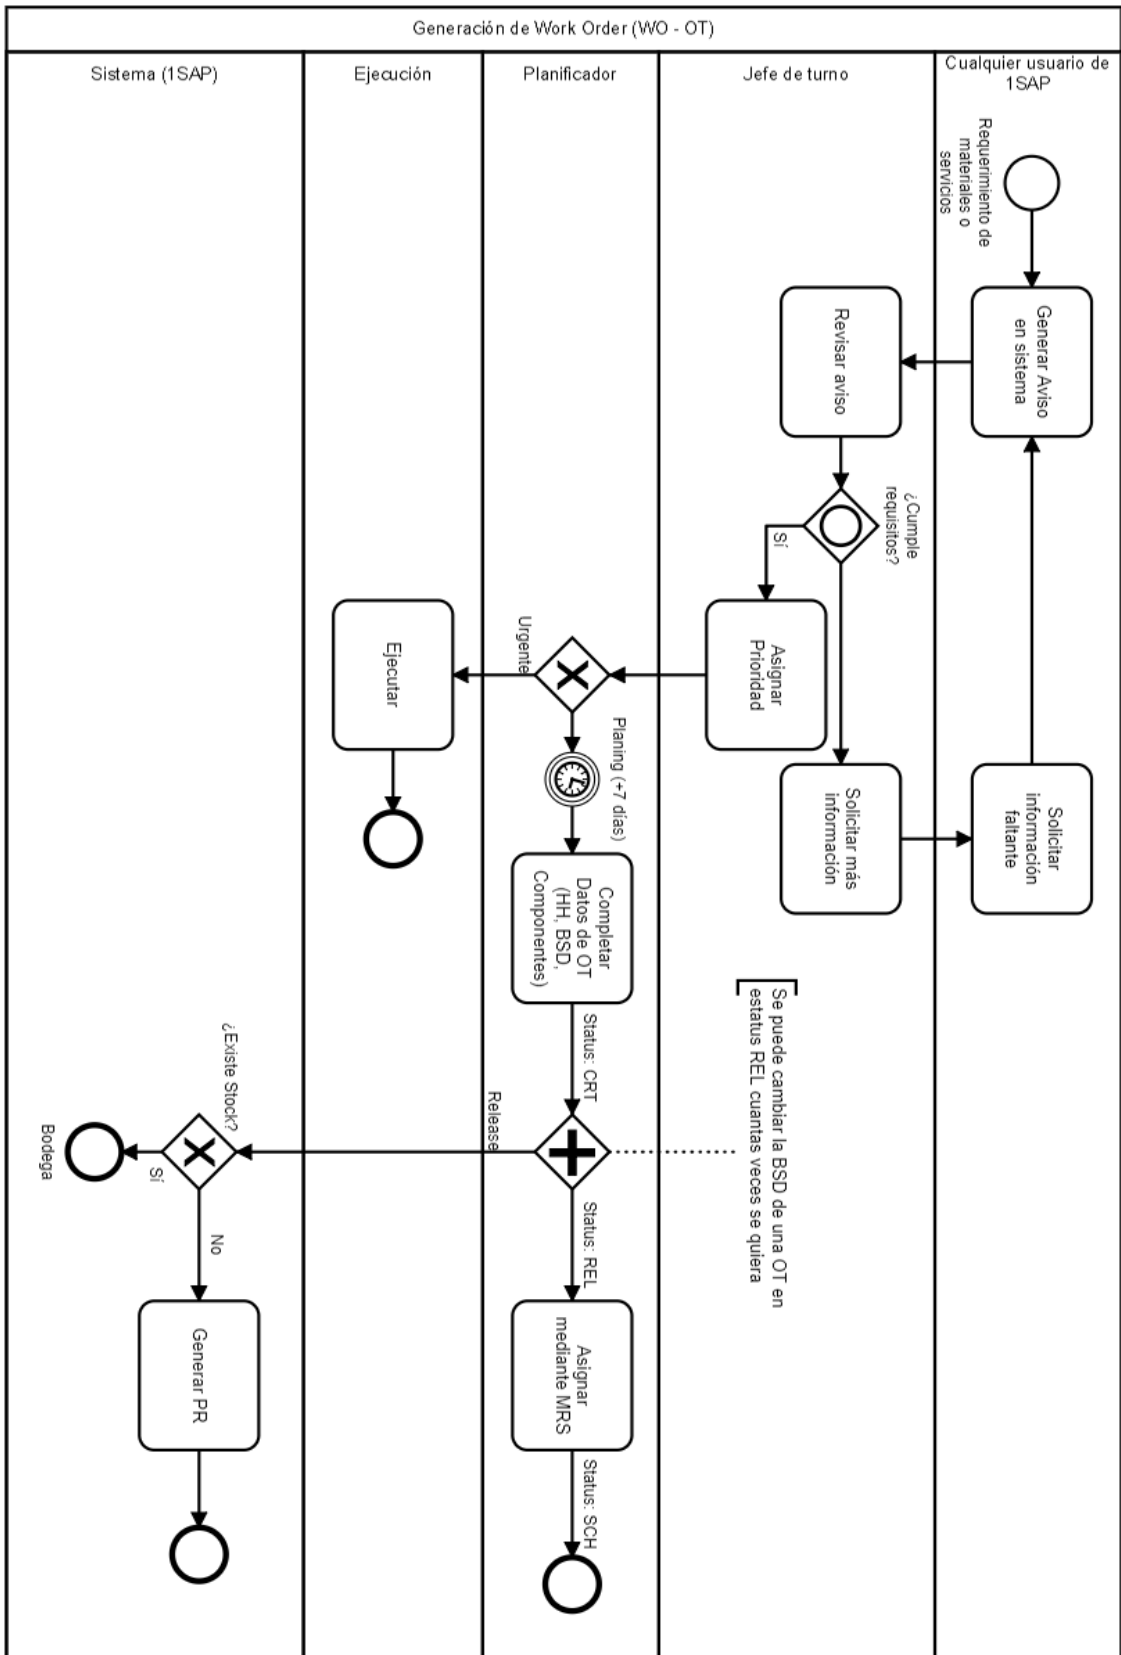 Generación de Work Order (WO - OT)
Sistema (1SAP)
Ejecución
Planificador
Jefe de turno
Cualquier usuario de
1SAP
Requerimiento de
materiales o
servicios
Generar Aviso
en sistema
Revisar aviso
¿Cumple
requisitos?
Sí
Asignar
Prioridad
Solicitar más
información
Solicitar
información
faltante
Urgente
Ejecutar
Planing (+7 días)
Completar
Datos de OT
(HH, BSD,
Componentes)
Status: CRT
Se puede cambiar la BSD de una OT en
estatus REL cuantas veces se quiera
Release
Status: REL
Asignar
mediante MRS
Status: SCH
¿Existe Stock?
Sí
Bodega
No
Generar PR